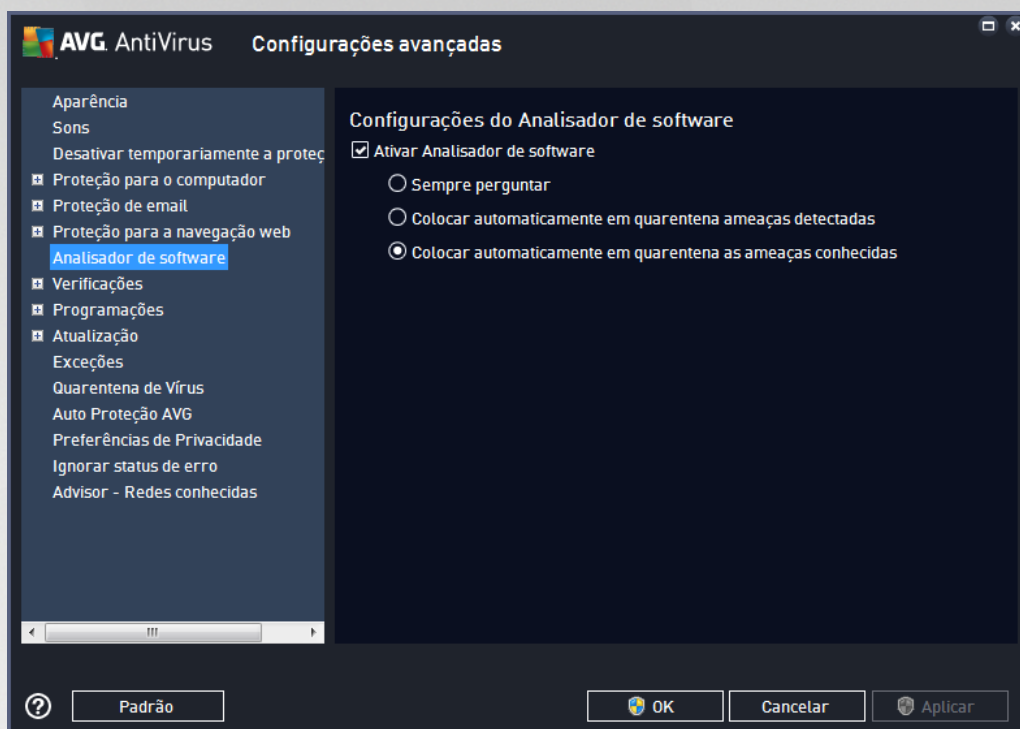 AVG. AntiVirus
Configurações avançadas
Aparência
Sons
Desativar temporariamente a proteç
Proteção para o computador
Proteção de email
Proteção para a navegação web
Analisador de software
Verificações
Programações
Atualização
Exceções
Quarentena de Vírus
Auto Proteção AVG
Preferências de Privacidade
Ignorar status de erro
Advisor - Redes conhecidas
Configurações do Analisador de software
Ativar Analisador de software
Sempre perguntar
Colocar automaticamente em quarentena ameaças detectadas
Colocar automaticamente em quarentena as ameaças conhecidas
Padrão
OK
Cancelar
Aplicar